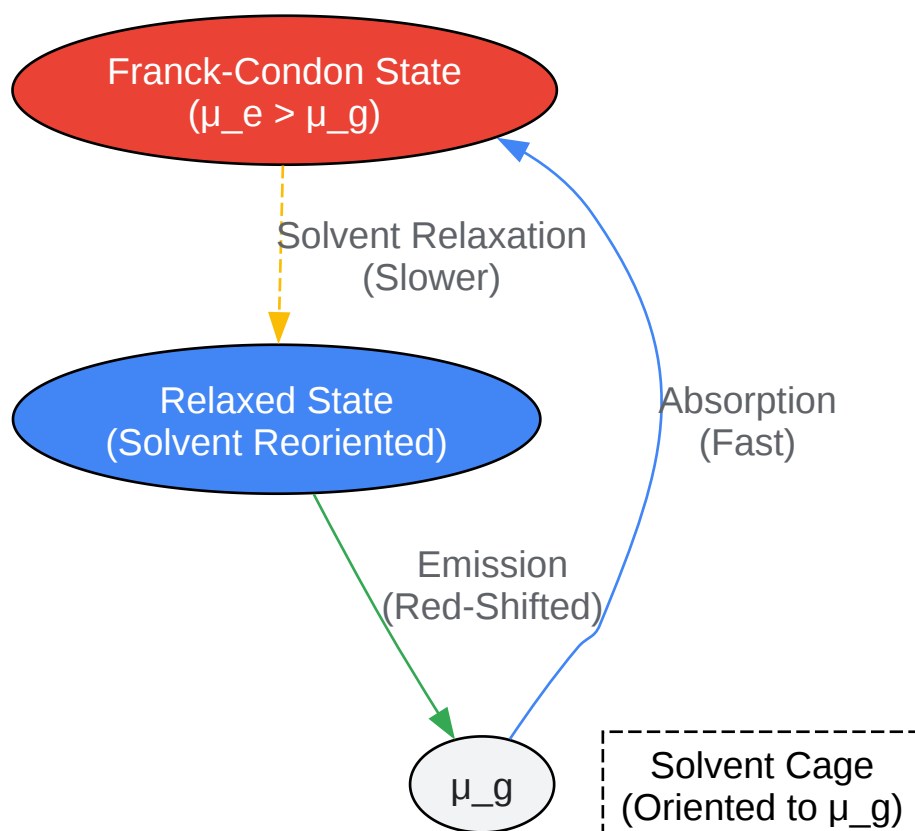 Franck-Condon State
(μ_e > μ_g)
Solvent Relaxation
(Slower)
Relaxed State
(Solvent Reoriented)
Absorption
(Fast)
Emission
(Red-Shifted)
μ_g
Solvent Cage
(Oriented to μ_g)